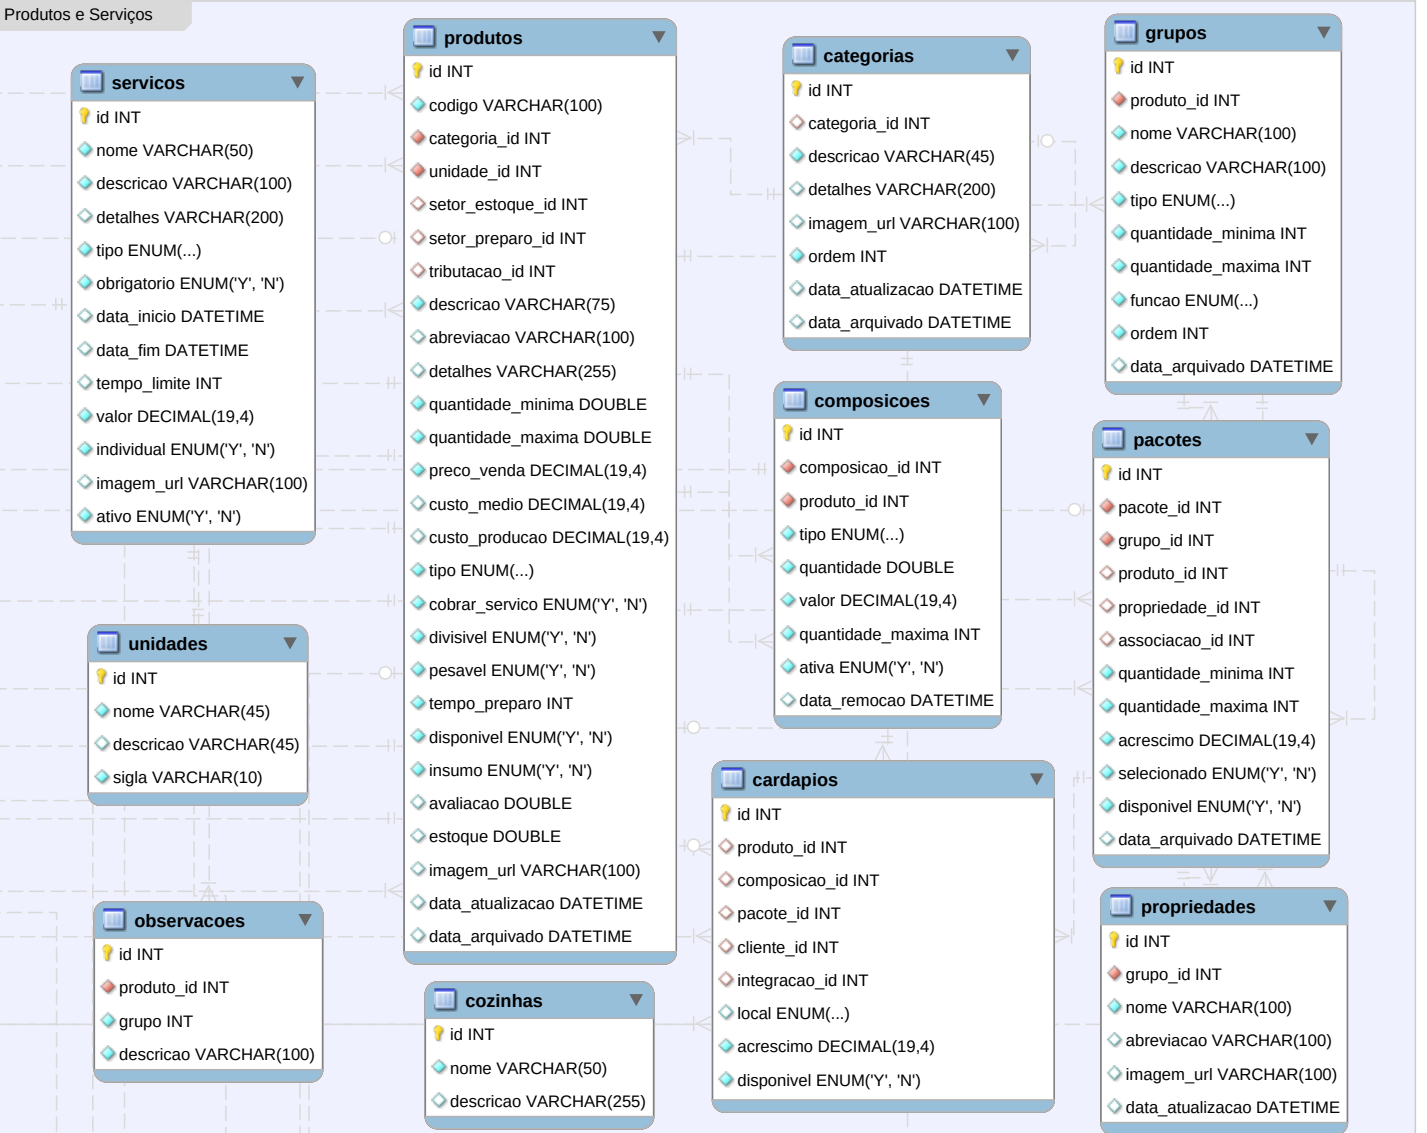 Produtos e Serviços
servicos
id INT
nome VARCHAR(50)
descricao VARCHAR(100)
detalhes VARCHAR(200)
tipo ENUM(...)
obrigatorio ENUM('Y', 'N')
data_inicio DATETIME
data_fim DATETIME
tempo_limite INT
valor DECIMAL(19,4)
individual ENUM('Y', 'N')
imagem_url VARCHAR(100)
ativo ENUM('Y', 'N')
unidades
id INT
nome VARCHAR(45)
descricao VARCHAR(45)
sigla VARCHAR(10)
observacoes
id INT
produto_id INT
grupo INT
descricao VARCHAR(100)
produtos
id INT
codigo VARCHAR(100)
categoria_id INT
unidade_id INT
setor_estoque_id INT
setor_preparo_id INT
tributacao_id INT
descricao VARCHAR(75)
abreviacao VARCHAR(100)
detalhes VARCHAR(255)
quantidade_minima DOUBLE
quantidade_maxima DOUBLE
preco_venda DECIMAL(19,4)
custo_medio DECIMAL(19,4)
custo_producao DECIMAL(19,4)
tipo ENUM(...)
cobrar_servico ENUM('Y', 'N')
divisivel ENUM('Y', 'N')
pesavel ENUM('Y', 'N')
tempo_preparo INT
disponivel ENUM('Y', 'N')
insumo ENUM('Y', 'N')
avaliacao DOUBLE
estoque DOUBLE
imagem_url VARCHAR(100)
data_atualizacao DATETIME
data_arquivado DATETIME
cozinhas
id INT
nome VARCHAR(50)
descricao VARCHAR(255)
categorias
id INT
categoria_id INT
descricao VARCHAR(45)
detalhes VARCHAR(200)
imagem_url VARCHAR(100)
ordem INT
data_atualizacao DATETIME
data_arquivado DATETIME
composicoes
id INT
composicao_id INT
produto_id INT
tipo ENUM(...)
quantidade DOUBLE
valor DECIMAL(19,4)
quantidade_maxima INT
ativa ENUM('Y', 'N')
data_remocao DATETIME
cardapios
id INT
produto_id INT
composicao_id INT
pacote_id INT
cliente_id INT
integracao_id INT
local ENUM(...)
acrescimo DECIMAL(19,4)
disponivel ENUM('Y', 'N')
grupos
id INT
produto_id INT
nome VARCHAR(100)
descricao VARCHAR(100)
tipo ENUM(...)
quantidade_minima INT
quantidade_maxima INT
funcao ENUM(...)
ordem INT
data_arquivado DATETIME
pacotes
id INT
pacote_id INT
grupo_id INT
produto_id INT
propriedade_id INT
associacao_id INT
quantidade_minima INT
quantidade_maxima INT
acrescimo DECIMAL(19,4)
selecionado ENUM('Y', 'N')
disponivel ENUM('Y', 'N')
data_arquivado DATETIME
propriedades
id INT
grupo_id INT
nome VARCHAR(100)
abreviacao VARCHAR(100)
imagem_url VARCHAR(100)
data_atualizacao DATETIME